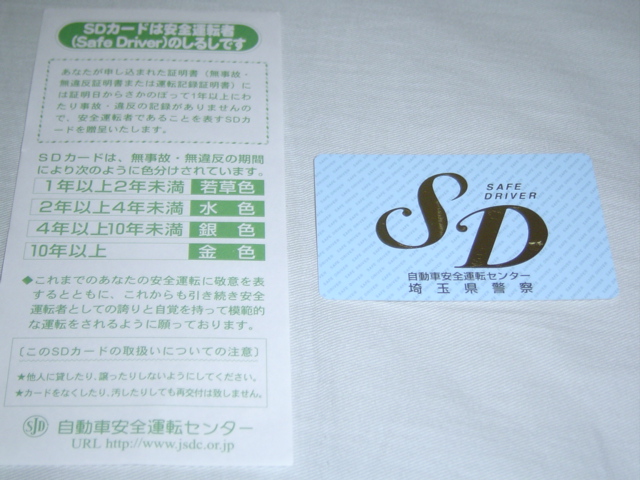 SDカードは安全運転者
(Safe Driver)のしるしです
あなたが申し込まれた証明書（無事故・
無違反証明書または運転記録証明書）に
は証明日からさかのぼって1年以上にわ
たり事故・違反の記録がありませんの
で、安全運転者であることを表すSDカ
ードを贈呈いたします。
SDカードは、無事故・無違反の期間
により次のように色分けされています。
1年以上2年未満 若草色
2年以上4年未満 水色
4年以上10年未満 銀色
10年以上 金色
◆これまでのあなたの安全運転に敬意を表
するとともに、これからも引き続き安全
運転者としての誇りと自覚を持って模範的
な運転をされるように願っております。
（このSDカードの取扱いについての注意）
★他人に貸したり、譲ったりしないようにしてください。
★カードをなくしたり、汚したりしても再交付は致しません。
SJD 自動車安全運転センター
URL http://www.jsdc.or.jp
SD
SAFE
DRIVER
自動車安全運転センター
埼玉県警察